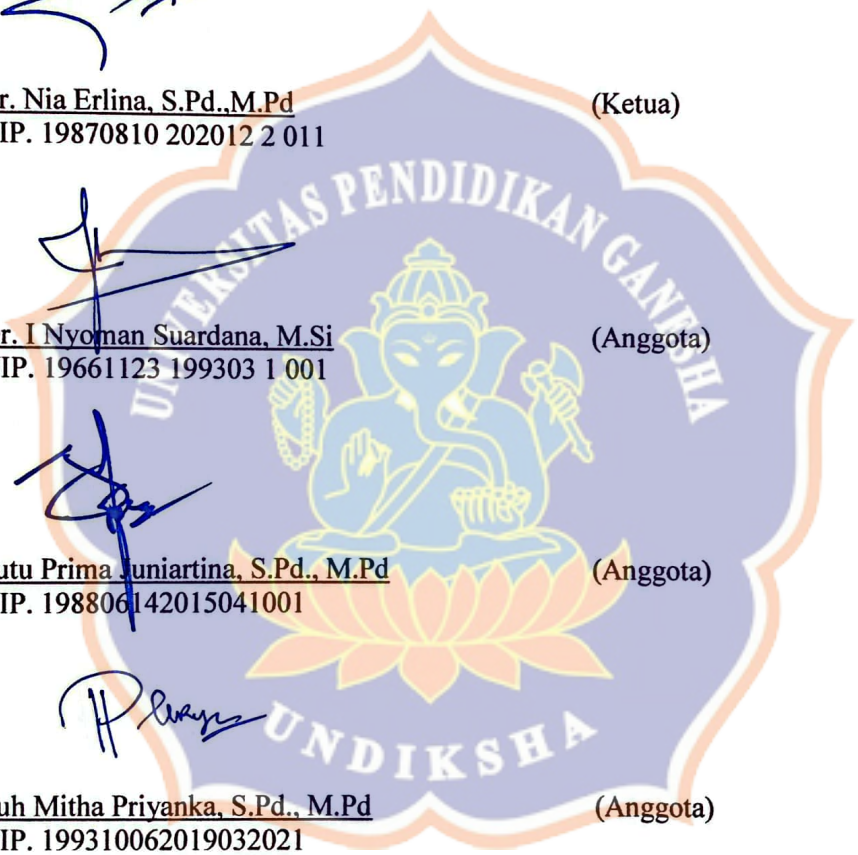 r. Nia Erlina, S.Pd.,M.Pd (Ketua)
IP. 19870810 202012 2 011
UNIVERSITAS PENDIDIKAN GANESHA
r. I Nyoman Suardana, M.Si (Anggota)
IP. 19661123 199303 1 001
utu Prima Juniartina, S.Pd., M.Pd (Anggota)
IP. 198806142015041001
UNDIKSHA
uh Mitha Priyanka, S.Pd., M.Pd (Anggota)
IP. 199310062019032021